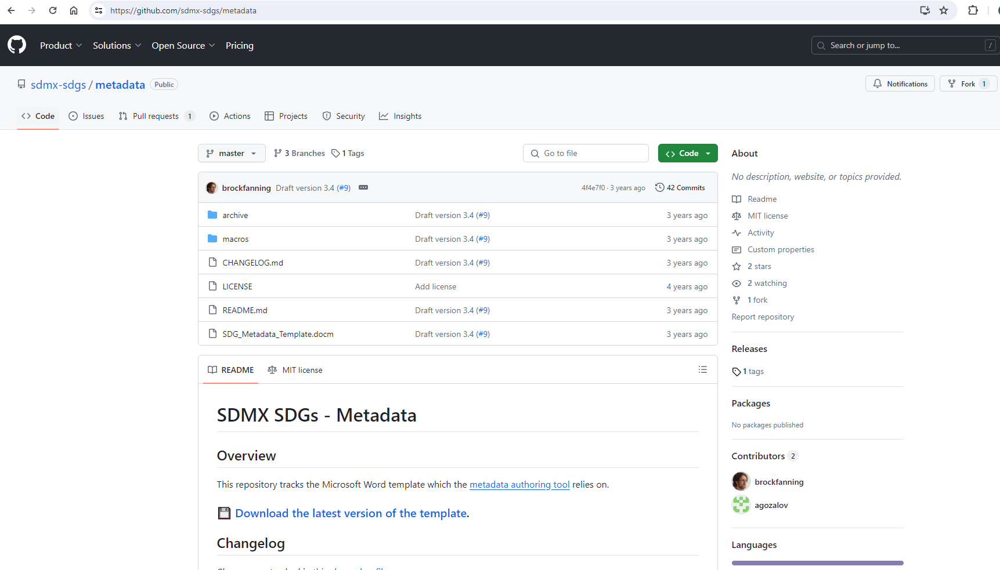 https://github.com/sdmx-sdgs/metadata
Product Solutions Open Source Pricing Search or jump to... /
sdmx-sdgs / metadata Public Notifications Fork 1
Code Issues Pull requests 1 Actions Projects Security Insights
master 3 Branches 1 Tags Go to file Code
brockfanning Draft version 3.4 (#9) 4f4e7f0 · 3 years ago 42 Commits
archive Draft version 3.4 (#9) 3 years ago
macros Draft version 3.4 (#9) 3 years ago
CHANGELOG.md Draft version 3.4 (#9) 3 years ago
LICENSE Add license 4 years ago
README.md Draft version 3.4 (#9) 3 years ago
SDG_Metadata_Template.docm Draft version 3.4 (#9) 3 years ago
README MIT license
SDMX SDGs - Metadata
Overview
This repository tracks the Microsoft Word template which the metadata authoring tool relies on.
Download the latest version of the template.
Changelog
About
No description, website, or topics provided.
Readme
MIT license
Activity
Custom properties
2 stars
2 watching
1 fork
Report repository
Releases
1 tags
Packages
No packages published
Contributors 2
brockfanning
agozalov
Languages